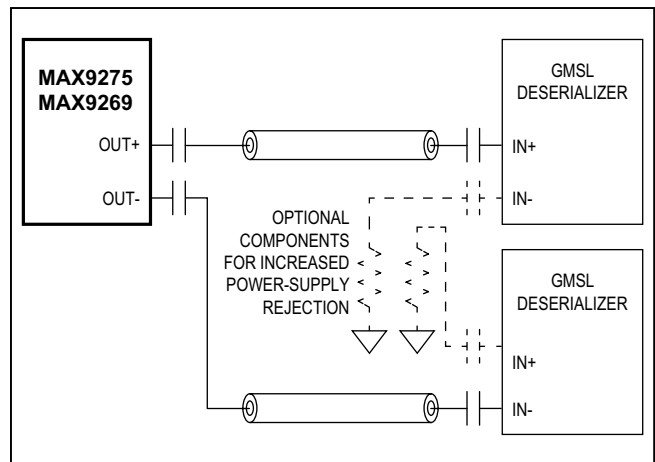 MAX9275
MAX9269
OUT+
OUT-
GMSL
DESERIALIZER
IN+
IN-
OPTIONAL
COMPONENTS
FOR INCREASED
POWER-SUPPLY
REJECTION
GMSL
DESERIALIZER
IN+
IN-